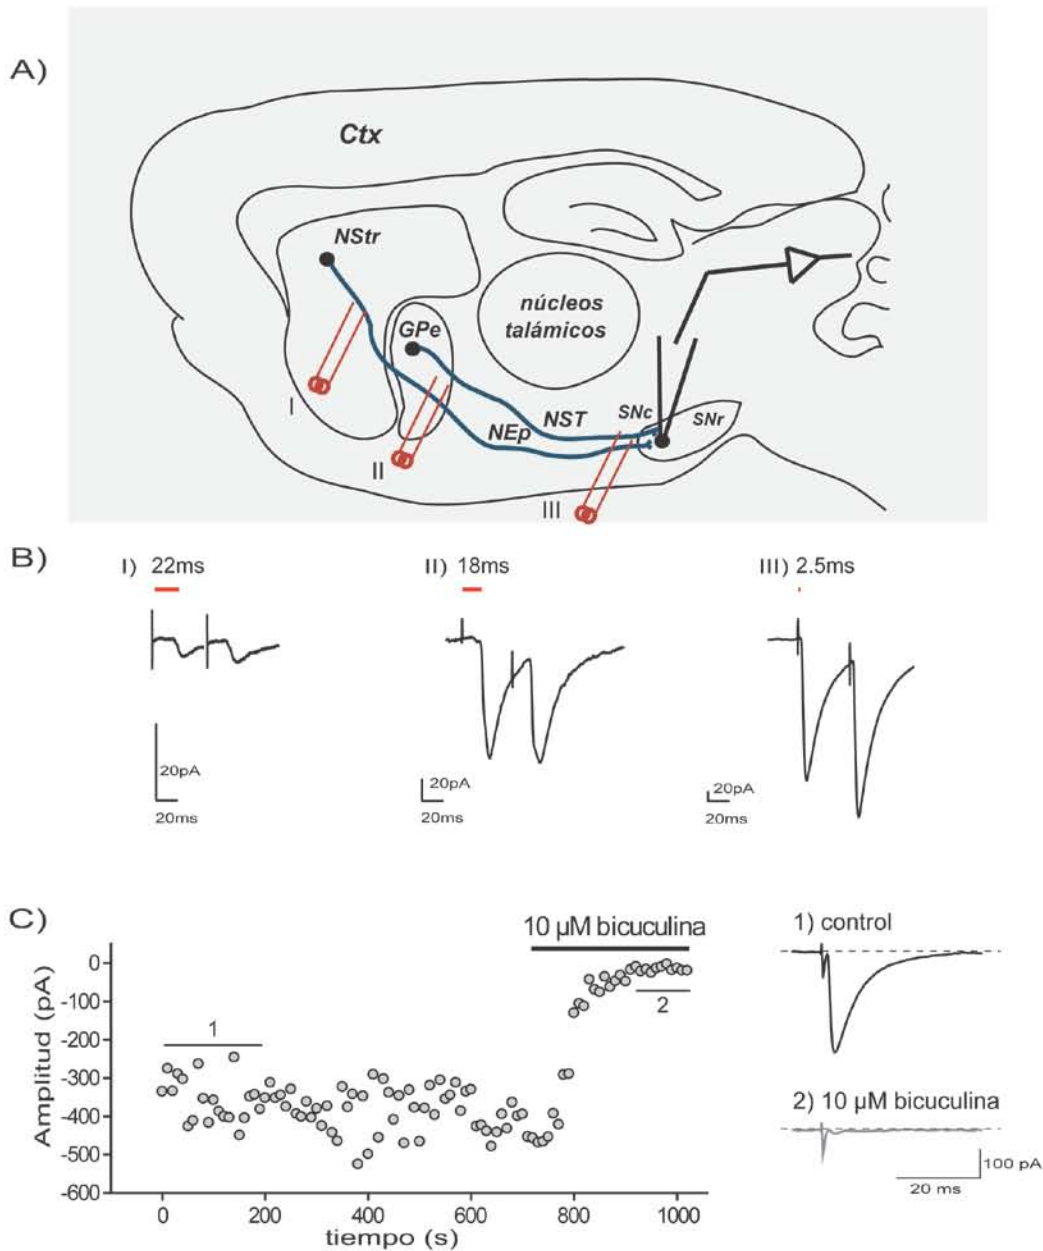 A)
Ctx
NStr
GPe
núcleos
talámicos
SNc
SNr
NST
NEp
I
II
III
B)
I) 22ms
II) 18ms
III) 2.5ms
20pA
20ms
20pA
20ms
20pA
20ms
C)
10 µM bicuculina
1
2
Amplitud (pA)
0
-100
-200
-300
-400
-500
-600
0
200
400
600
800
1000
tiempo (s)
1) control
2) 10 µM bicuculina
100 pA
20 ms